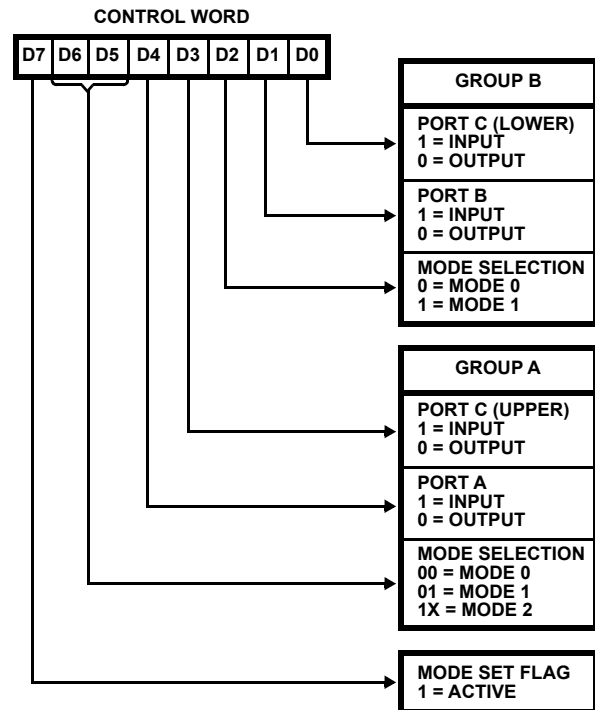 CONTROL WORD
D7 D6 D5 D4 D3 D2 D1 D0
GROUP B
PORT C (LOWER)
1 = INPUT
0 = OUTPUT
PORT B
1 = INPUT
0 = OUTPUT
MODE SELECTION
0 = MODE 0
1 = MODE 1
GROUP A
PORT C (UPPER)
1 = INPUT
0 = OUTPUT
PORT A
1 = INPUT
0 = OUTPUT
MODE SELECTION
00 = MODE 0
01 = MODE 1
1X = MODE 2
MODE SET FLAG
1 = ACTIVE